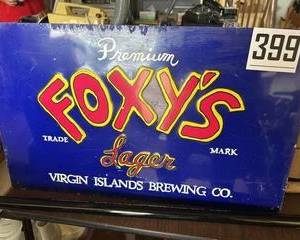 399
Premium
FOXY'S
TRADE MARK
Lager
VIRGIN ISLANDS BREWING CO.